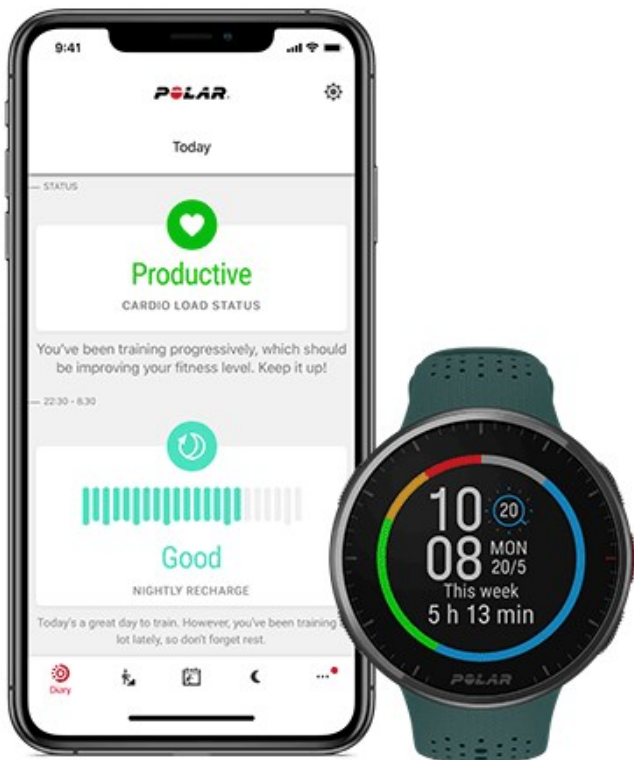 9:41
POLAR
Today
STATUS
Productive
CARDIO LOAD STATUS
You've been training progressively, which should
be improving your fitness level. Keep it up!
22:30 - 8.30
Good
NIGHTLY RECHARGE
Today's a great day to train. However, you've been training a
lot lately, so don't forget rest.
Diary
10
08
20
MON
20/5
This week
5 h 13 min
POLAR